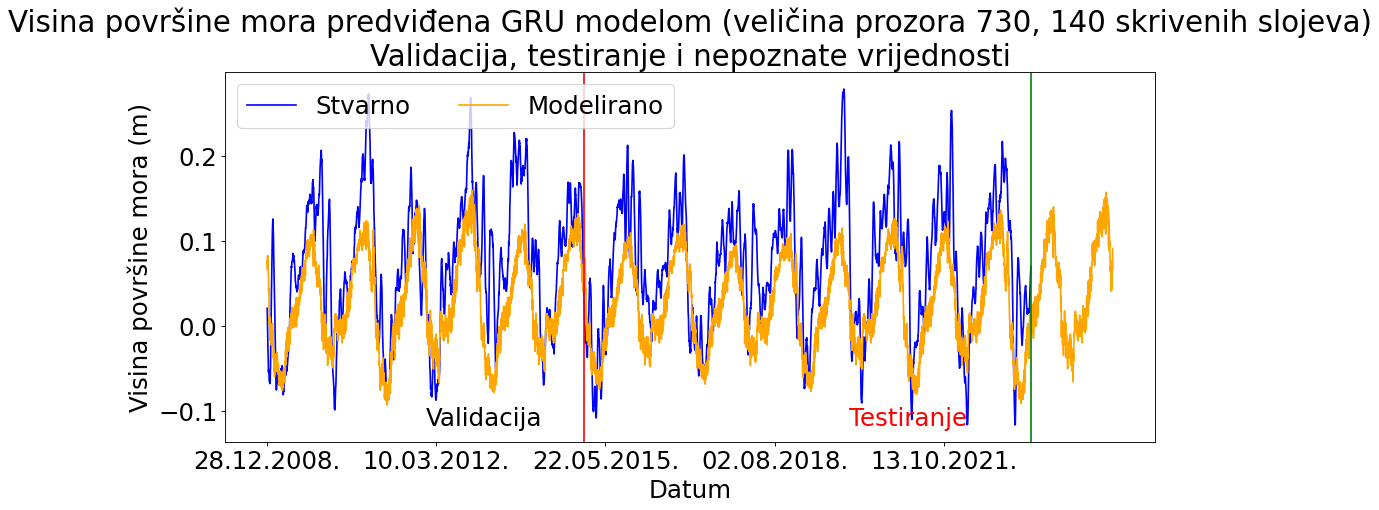 Visina površine mora predviđena GRU modelom (veličina prozora 730, 140 skrivenih slojeva)
Validacija, testiranje i nepoznate vrijednosti
Stvarno
Modelirano
Visina površine mora (m)
0.2
0.1
0.0
−0.1
Validacija
Testiranje
28.12.2008.
10.03.2012.
22.05.2015.
02.08.2018.
13.10.2021.
Datum